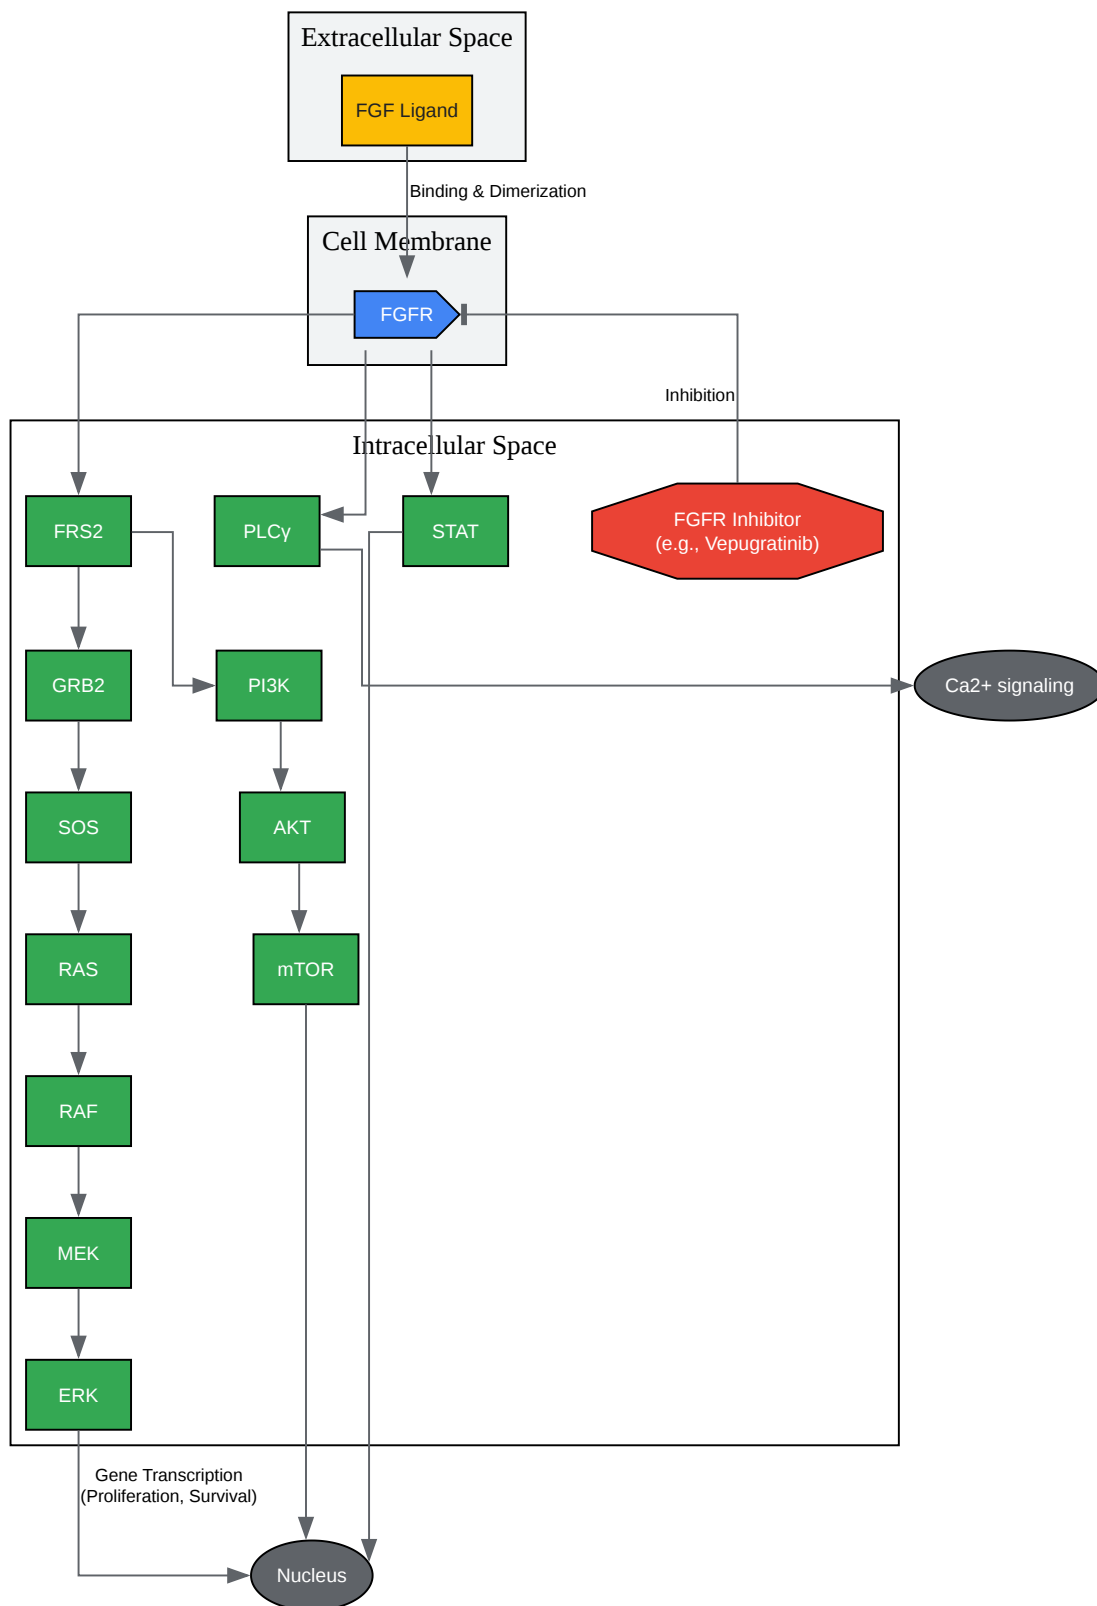 Extracellular Space
FGF Ligand
Binding & Dimerization
Cell Membrane
FGFR
Inhibition
Intracellular Space
FRS2
PLCγ
STAT
FGFR Inhibitor
(e.g., Vepugratinib)
GRB2
PI3K
Ca2+ signaling
SOS
AKT
RAS
mTOR
RAF
MEK
ERK
Gene Transcription
(Proliferation, Survival)
Nucleus